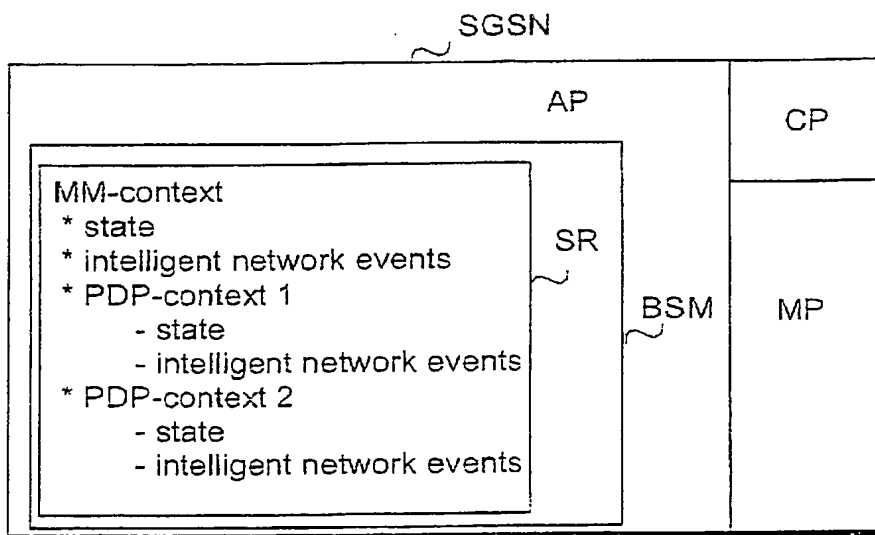 SGSN
AP
CP
MM-context
* state
* intelligent network events
* PDP-context 1
- state
- intelligent network events
* PDP-context 2
- state
- intelligent network events
SR
BSM
MP